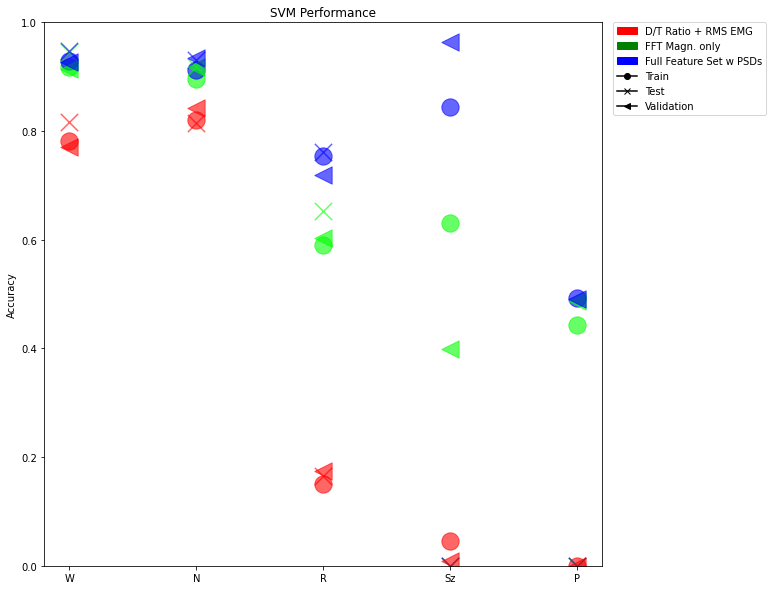 SVM Performance
1.0
0.8
0.6
0.4
0.2
0.0
Accuracy
W N R Sz P
D/T Ratio + RMS EMG
FFT Magn. only
Full Feature Set w PSDs
Train
Test
Validation